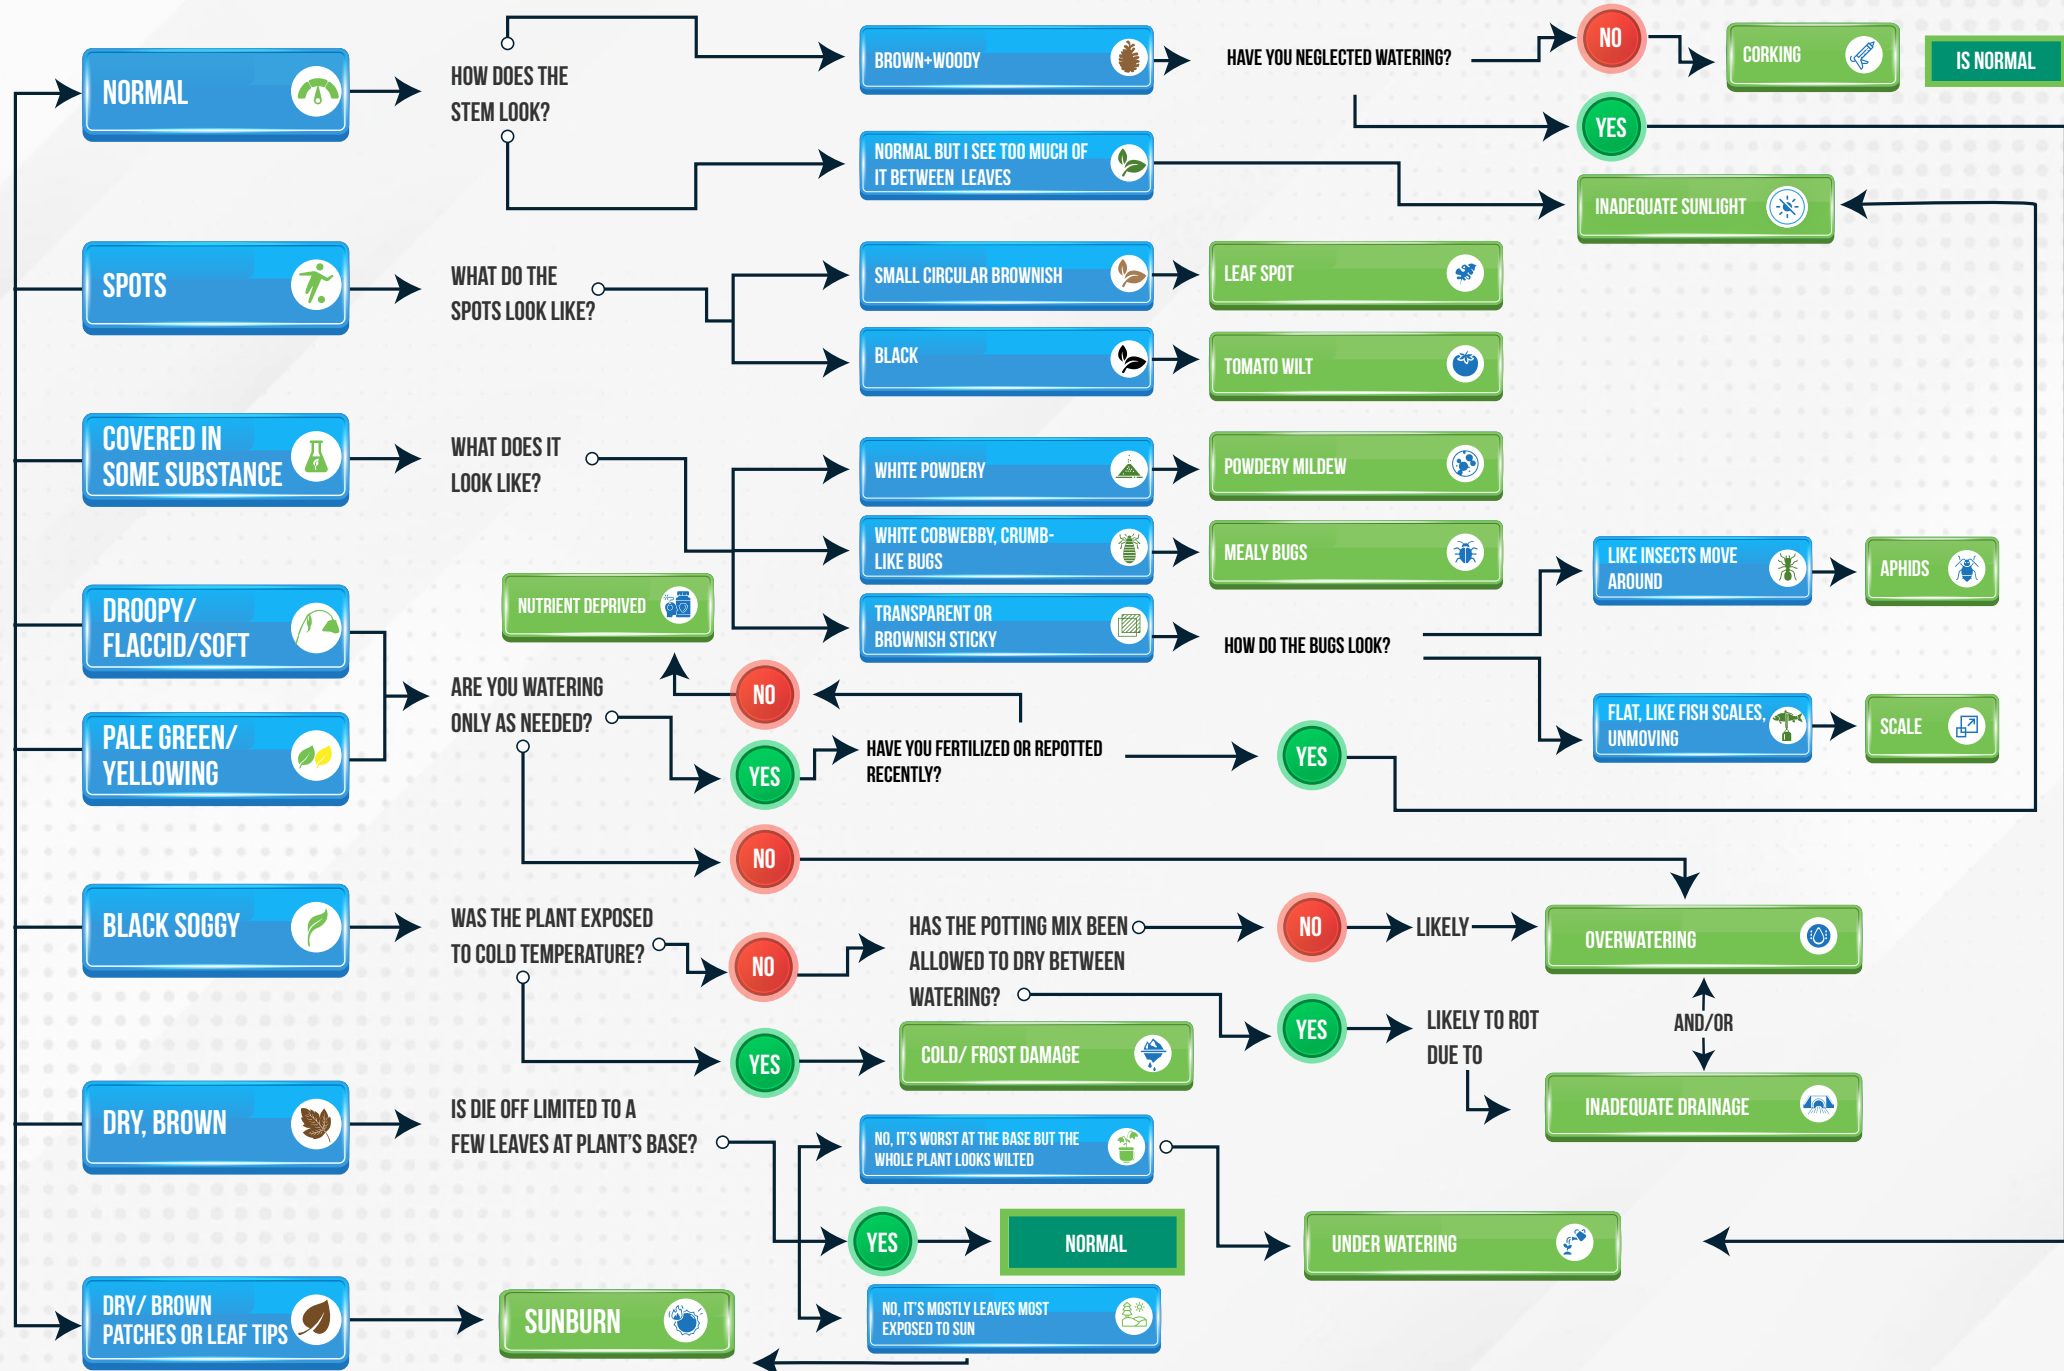 NORMAL
HOW DOES THE
STEM LOOK?
BROWN+WOODY
HAVE YOU NEGLECTED WATERING?
NO
CORKING
IS NORMAL
YES
NORMAL BUT I SEE TOO MUCH OF
IT BETWEEN LEAVES
INADEQUATE SUNLIGHT
SPOTS
WHAT DO THE
SPOTS LOOK LIKE?
SMALL CIRCULAR BROWNISH
LEAF SPOT
BLACK
TOMATO WILT
COVERED IN
SOME SUBSTANCE
WHAT DOES IT
LOOK LIKE?
WHITE POWDERY
POWDERY MILDEW
WHITE COBWEBBY, CRUMB-
LIKE BUGS
MEALY BUGS
TRANSPARENT OR
BROWNISH STICKY
HOW DO THE BUGS LOOK?
LIKE INSECTS MOVE
AROUND
APHIDS
FLAT, LIKE FISH SCALES,
UNMOVING
SCALE
DROOPY/
FLACCID/SOFT
PALE GREEN/
YELLOWING
NUTRIENT DEPRIVED
ARE YOU WATERING
ONLY AS NEEDED?
NO
YES
HAVE YOU FERTILIZED OR REPOTTED
RECENTLY?
YES
NO
BLACK SOGGY
WAS THE PLANT EXPOSED
TO COLD TEMPERATURE?
NO
HAS THE POTTING MIX BEEN
ALLOWED TO DRY BETWEEN
WATERING?
NO
LIKELY
OVERWATERING
YES
LIKELY TO ROT
DUE TO
AND/OR
INADEQUATE DRAINAGE
YES
COLD/ FROST DAMAGE
DRY, BROWN
IS DIE OFF LIMITED TO A
FEW LEAVES AT PLANT'S BASE?
NO, IT'S WORST AT THE BASE BUT THE
WHOLE PLANT LOOKS WILTED
YES
NORMAL
UNDER WATERING
NO, IT'S MOSTLY LEAVES MOST
EXPOSED TO SUN
DRY/ BROWN
PATCHES OR LEAF TIPS
SUNBURN